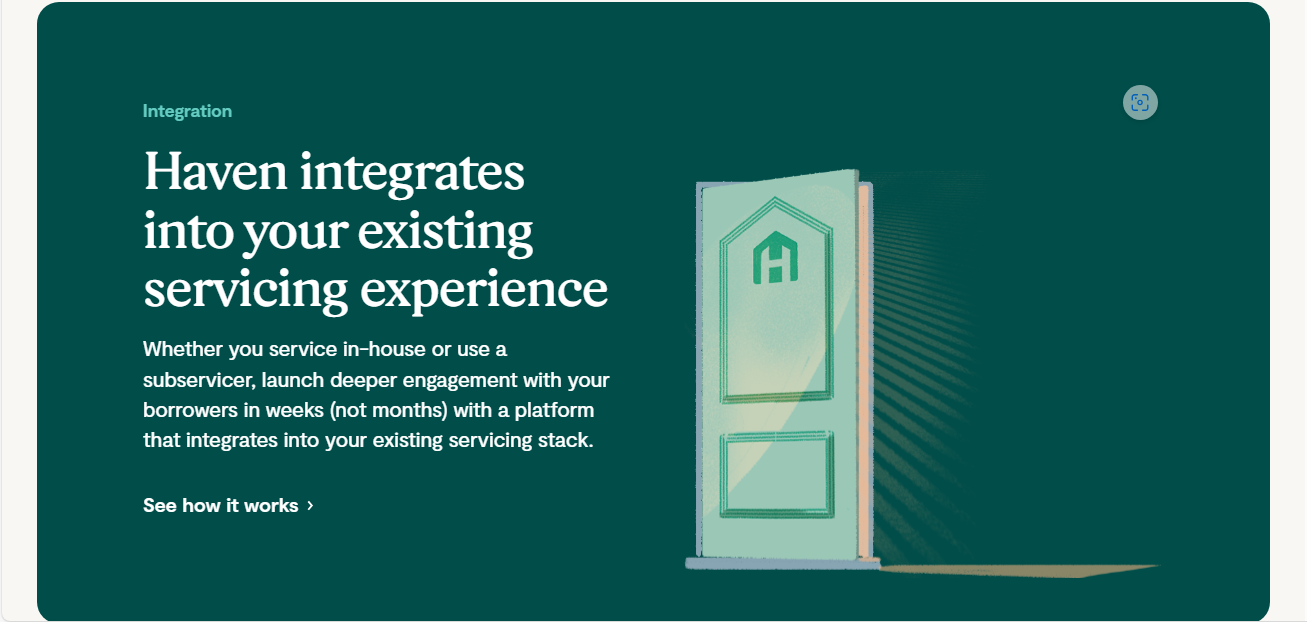 Integration
Haven integrates
into your existing
servicing experience
Whether you service in-house or use a
subservicer, launch deeper engagement with your
borrowers in weeks (not months) with a platform
that integrates into your existing servicing stack.
See how it works ›
H